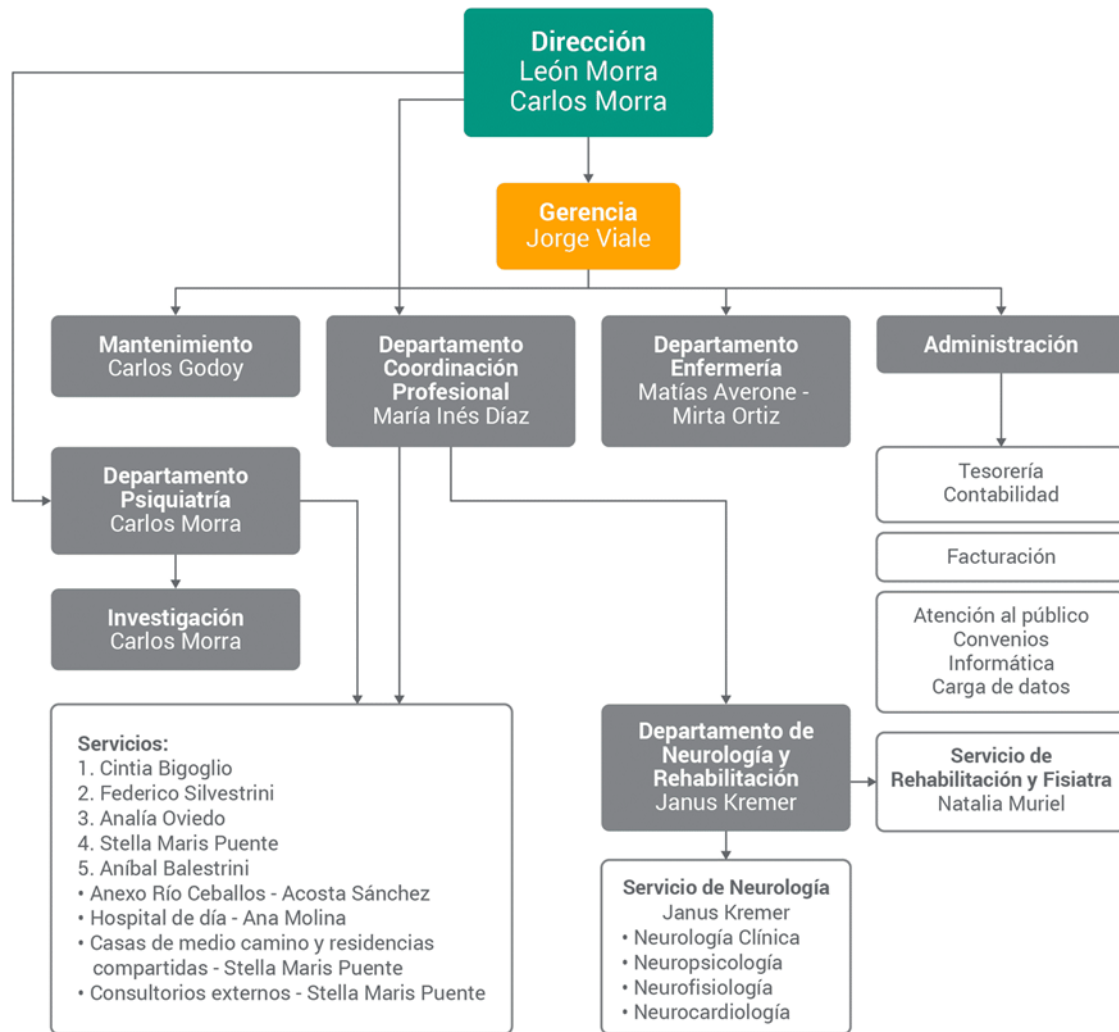 Dirección
León Morra
Carlos Morra
Gerencia
Jorge Viale
Mantenimiento
Carlos Godoy
Departamento
Coordinación
Profesional
María Inés Díaz
Departamento
Enfermería
Matías Averone -
Mirta Ortiz
Administración
Tesorería
Contabilidad
Facturación
Atención al público
Convenios
Informática
Carga de datos
Departamento
Psiquiatría
Carlos Morra
Investigación
Carlos Morra
Servicios:
1. Cintia Bigoglio
2. Federico Silvestrini
3. Analía Oviedo
4. Stella Maris Puente
5. Aníbal Balestrini
• Anexo Río Ceballos - Acosta Sánchez
• Hospital de día - Ana Molina
• Casas de medio camino y residencias
compartidas - Stella Maris Puente
• Consultorios externos - Stella Maris Puente
Departamento de
Neurología y
Rehabilitación
Janus Kremer
Servicio de
Rehabilitación y Fisiatra
Natalia Muriel
Servicio de Neurología
Janus Kremer
• Neurología Clínica
• Neuropsicología
• Neurofisiología
• Neurocardiología